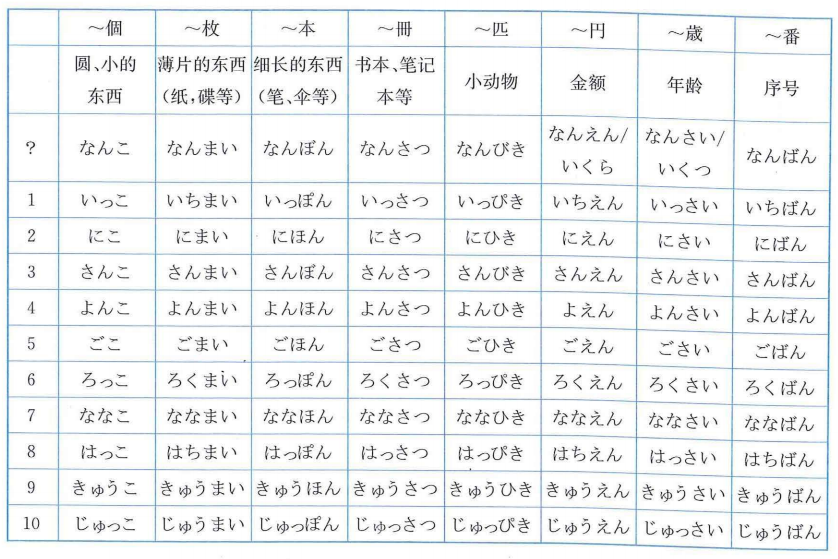 ～個 ～枚 ～本 ～冊 ～匹 ～円 ～歳 ～番
圆、小的东西 薄片的东西(纸,碟等) 细长的东西(笔、伞等) 书本、笔记本等 小动物 金额 年龄 序号
? なんこ なんまい なんぼん なんさつ なんびき なんえん/いくら なんさい/いくつ なんばん
1 いっこ いちまい いっぽん いっさつ いっぴき いちえん いっさい いちばん
2 にこ にまい にほん にさつ にひき にえん にさい にばん
3 さんこ さんまい さんぼん さんさつ さんびき さんえん さんさい さんばん
4 よんこ よんまい よんほん よんさつ よんひき よえん よんさい よんばん
5 ごこ ごまい ごほん ごさつ ごひき ごえん ごさい ごばん
6 ろっこ ろくまい ろっぽん ろくさつ ろっぴき ろくえん ろくさい ろくばん
7 ななこ ななまい ななほん ななさつ ななひき ななえん ななさい ななばん
8 はっこ はちまい はっぽん はっさつ はっぴき はちえん はっさい はちばん
9 きゅうこ きゅうまい きゅうほん きゅうさつ きゅうひき きゅうえん きゅうさい きゅうばん
10 じゅっこ じゅうまい じゅっぽん じゅっさつ じゅっぴき じゅうえん じゅっさい じゅうばん